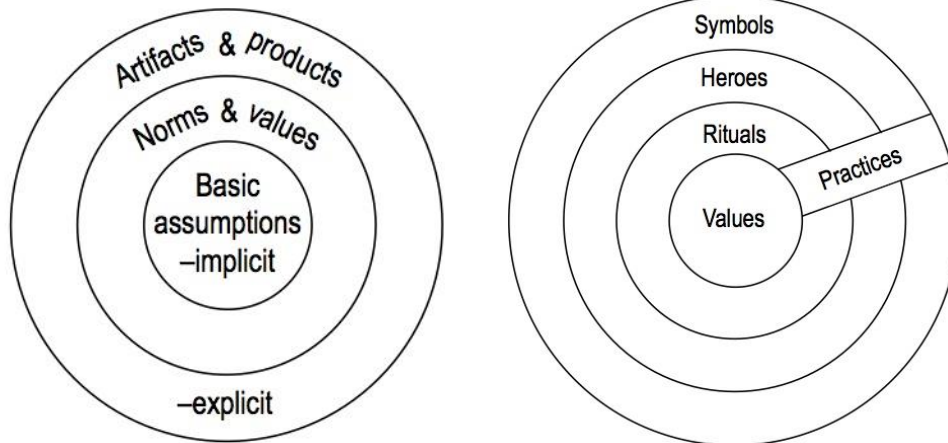 Artifacts & products
Norms & values
Basic
assumptions
–implicit
–explicit
Symbols
Heroes
Rituals
Practices
Values